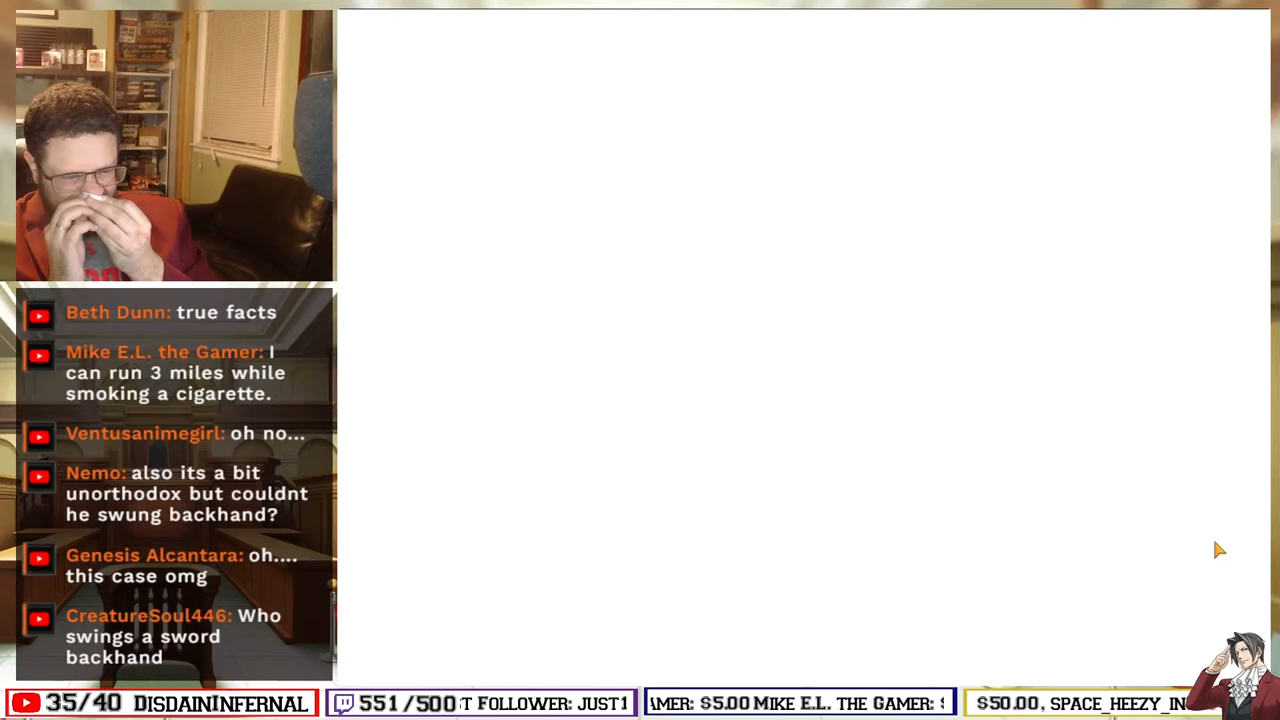 Beth Dunn: true facts
Mike E.L. the Gamer: I
can run 3 miles while
smoking a cigarette.
Ventusanimegirl: oh no...
Nemo: also its a bit
unorthodox but couldnt
he swung backhand?
Genesis Alcantara: oh....
this case omg
CreatureSoul446: Who
swings a sword
backhand
35/40 DisdainInfernal
551/500 T FOLLOWER: JUST1
AMER: $5.00 MIKE E.L. THE GAMER:
$50.00, SPACE_HEEZY_IN